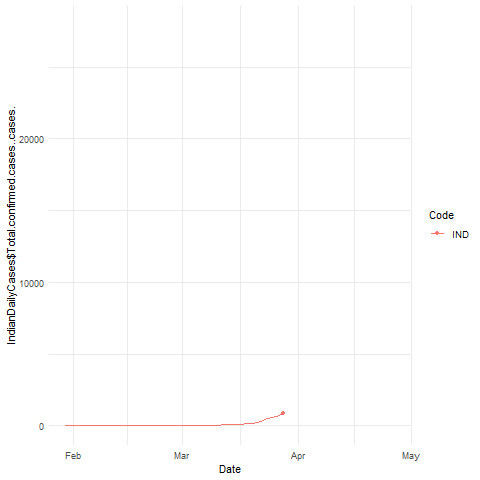 IndianDailyCases$Total.confirmed.cases..cases.
20000
10000
0
Feb
Mar
Apr
May
Date
Code
IND